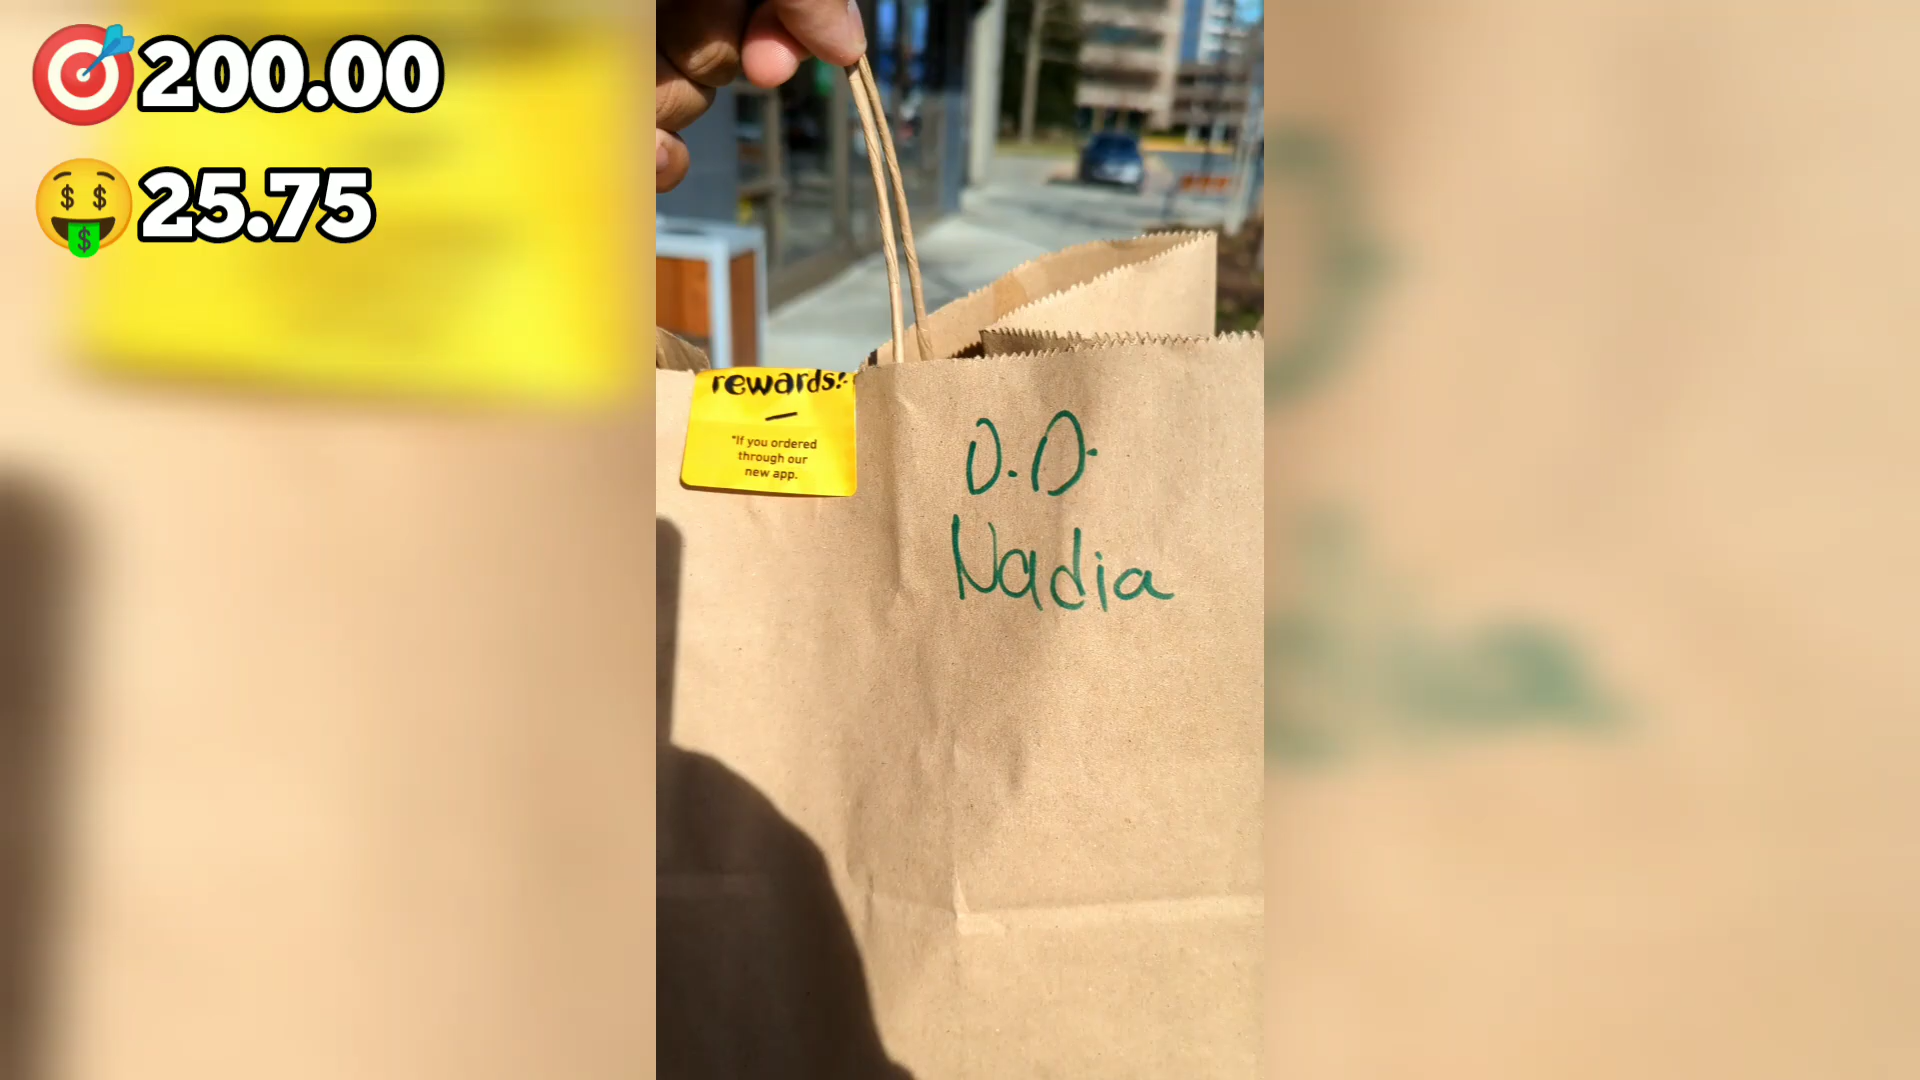 200.00
25.75
rewards!
"If you ordered
through our
new app.
D.D.
Nadia